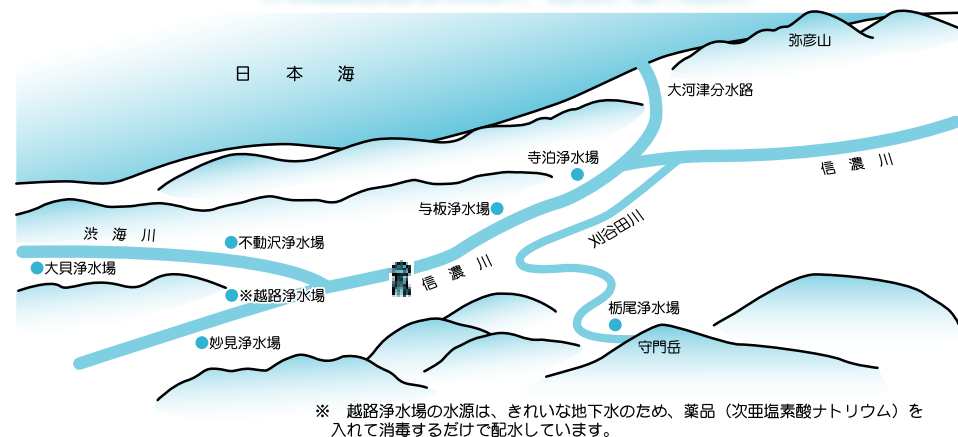 弥彦山
日本海
大河津分水路
寺泊浄水場
信濃川
与板浄水場
刈谷田川
渋海川
不動沢浄水場
大貝浄水場
信濃川
※越路浄水場
栃尾浄水場
妙見浄水場
守門岳
※　越路浄水場の水源は、きれいな地下水のため、薬品（次亜塩素酸ナトリウム）を
入れて消毒するだけで配水しています。